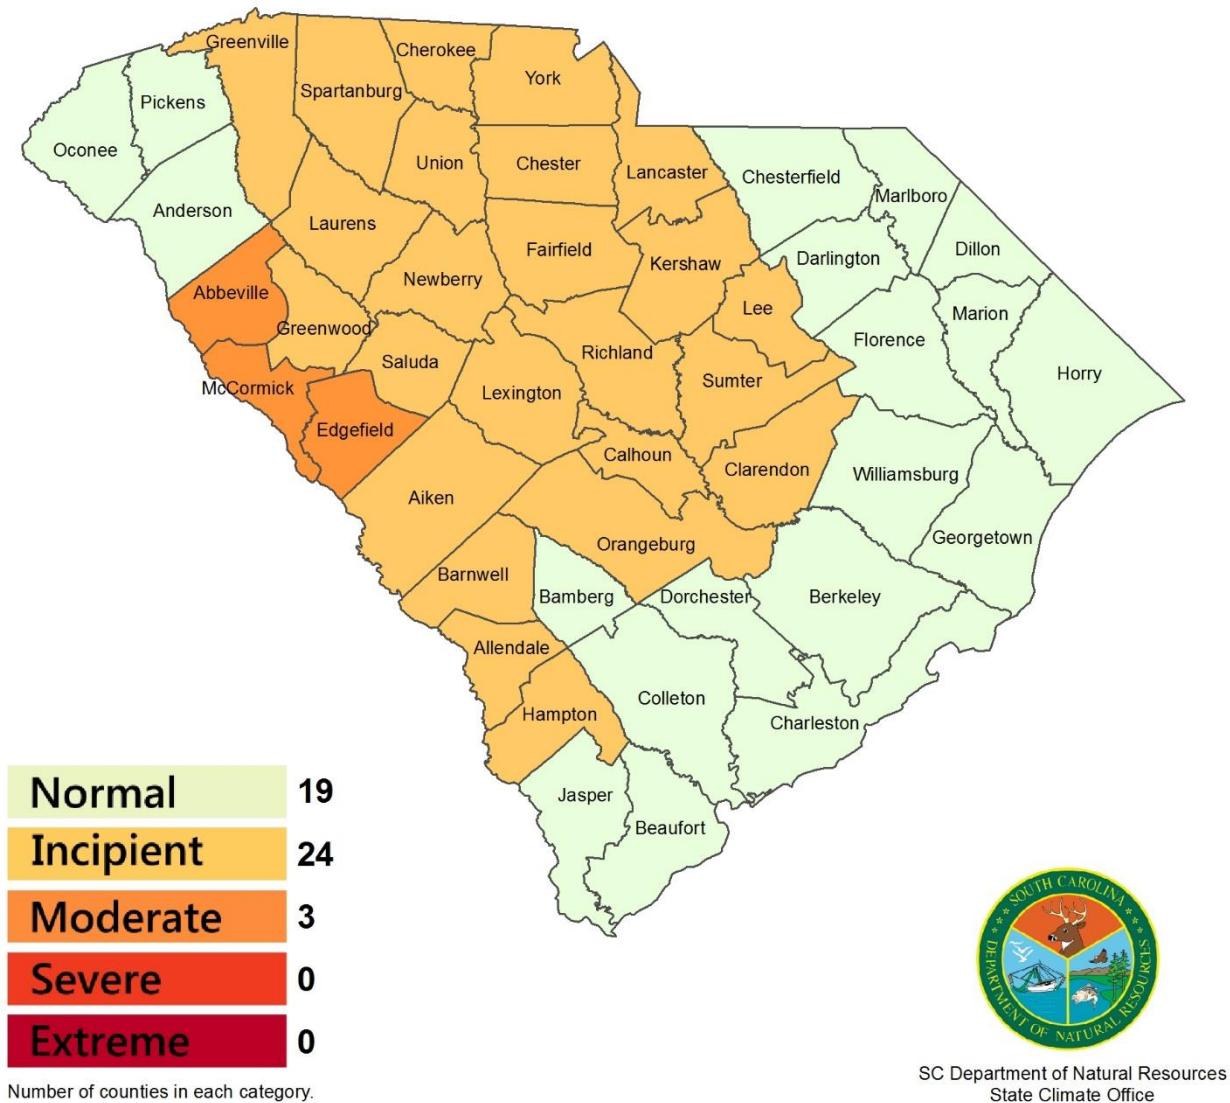 Greenville
Cherokee
York
Spartanburg
Pickens
Oconee
Union
Chester
Lancaster
Chesterfield
Marlboro
Anderson
Laurens
Fairfield
Kershaw
Darlington
Dillon
Newberry
Abbeville
Greenwood
Lee
Marion
Florence
Richland
Saluda
Horry
McCormick
Lexington
Sumter
Edgefield
Calhoun
Clarendon
Williamsburg
Aiken
Orangeburg
Georgetown
Barnwell
Bamberg
Dorchester
Berkeley
Allendale
Colleton
Hampton
Charleston
Jasper
Beaufort
Normal 19
Incipient 24
Moderate 3
Severe 0
Extreme 0
Number of counties in each category.
SOUTH CAROLINA
DEPARTMENT OF NATURAL RESOURCES
SC Department of Natural Resources
State Climate Office